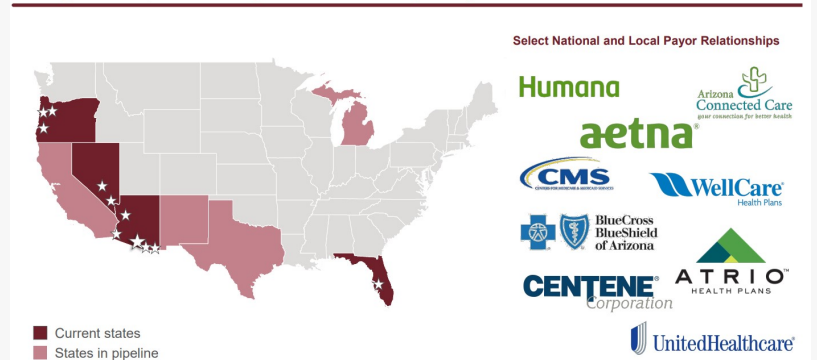 Select National and Local Payor Relationships
Humana
Arizona
Connected Care
your connection for better health
aetna®
CMS
CENTERS FOR MEDICARE & MEDICAID SERVICES
WellCare®
Health Plans
BlueCross
BlueShield
of Arizona
ATRIO™
HEALTH PLANS
CENTENE®
Corporation
UnitedHealthcare®
Current states
States in pipeline